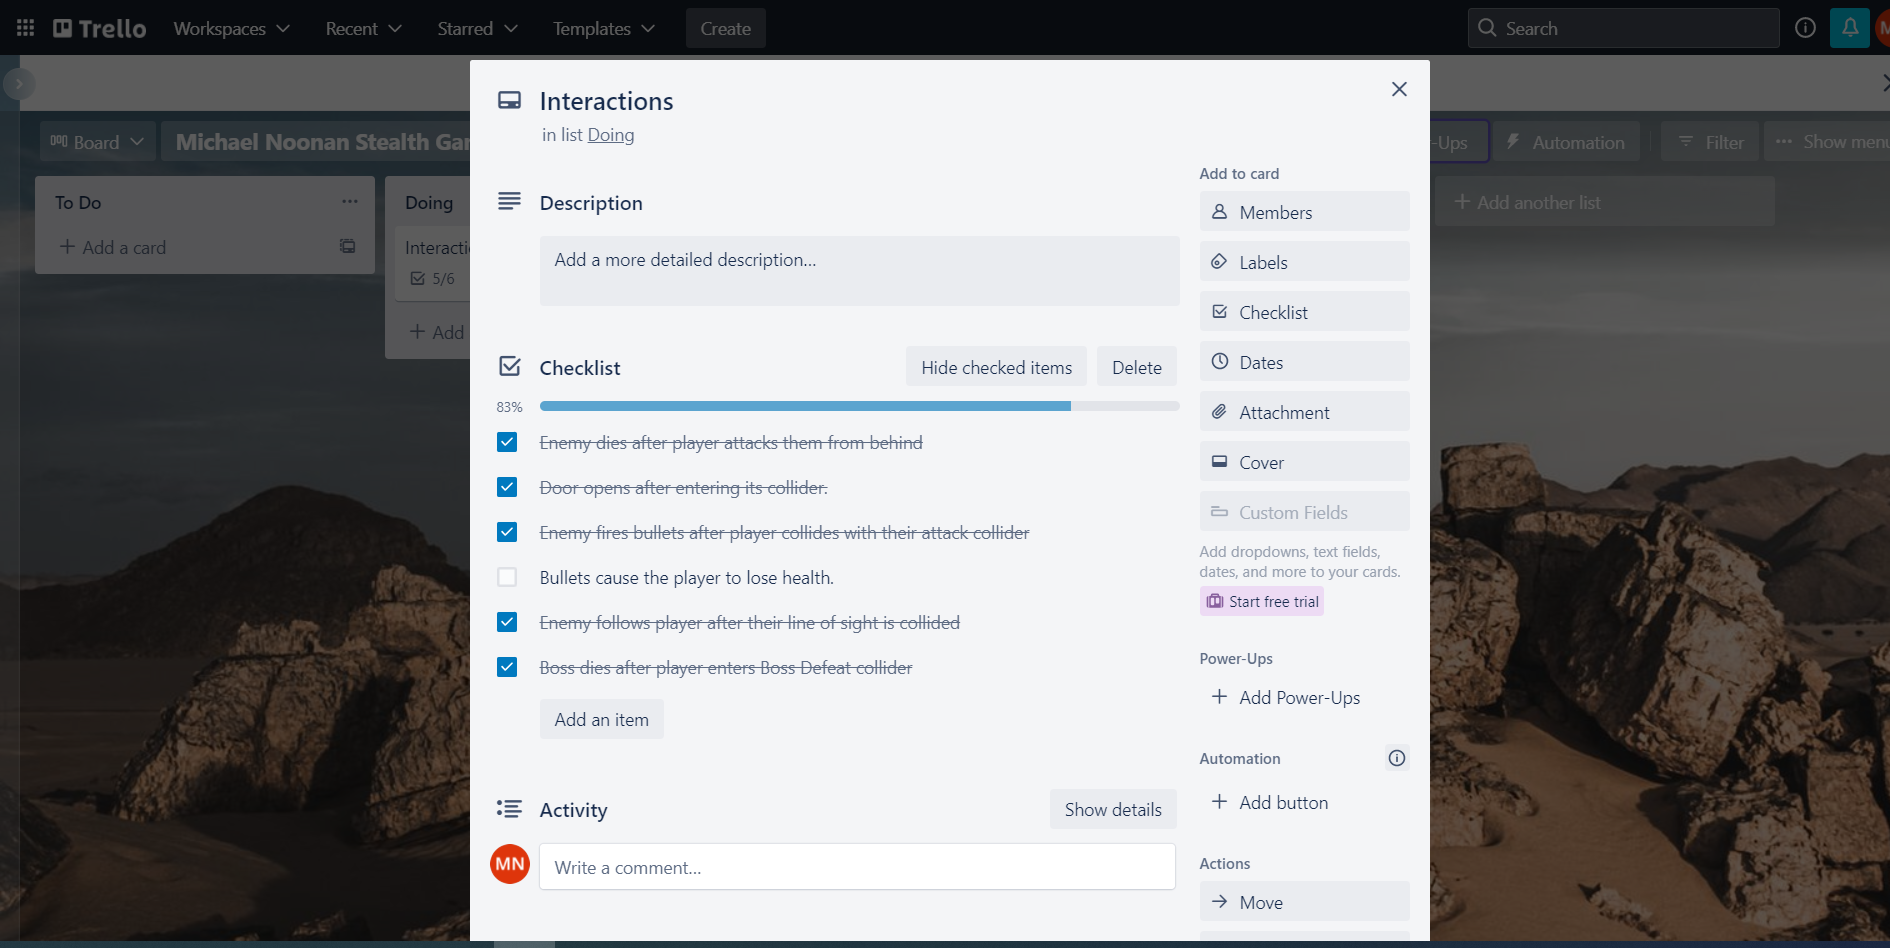 Trello
Workspaces
Recent
Starred
Templates
Create
Search
Board
Michael Noonan Stealth Gar
-Ups
Automation
Filter
Show menu
To Do
Add a card
Doing
Interacti
5/6
Add
Add another list
Interactions
in list Doing
Description
Add a more detailed description...
Checklist
Hide checked items
Delete
83%
Enemy dies after player attacks them from behind
Door opens after entering its collider.
Enemy fires bullets after player collides with their attack collider
Bullets cause the player to lose health.
Enemy follows player after their line of sight is collided
Boss dies after player enters Boss Defeat collider
Add an item
Activity
Show details
MN
Write a comment...
Add to card
Members
Labels
Checklist
Dates
Attachment
Cover
Custom Fields
Add dropdowns, text fields,
dates, and more to your cards.
Start free trial
Power-Ups
Add Power-Ups
Automation
Add button
Actions
Move